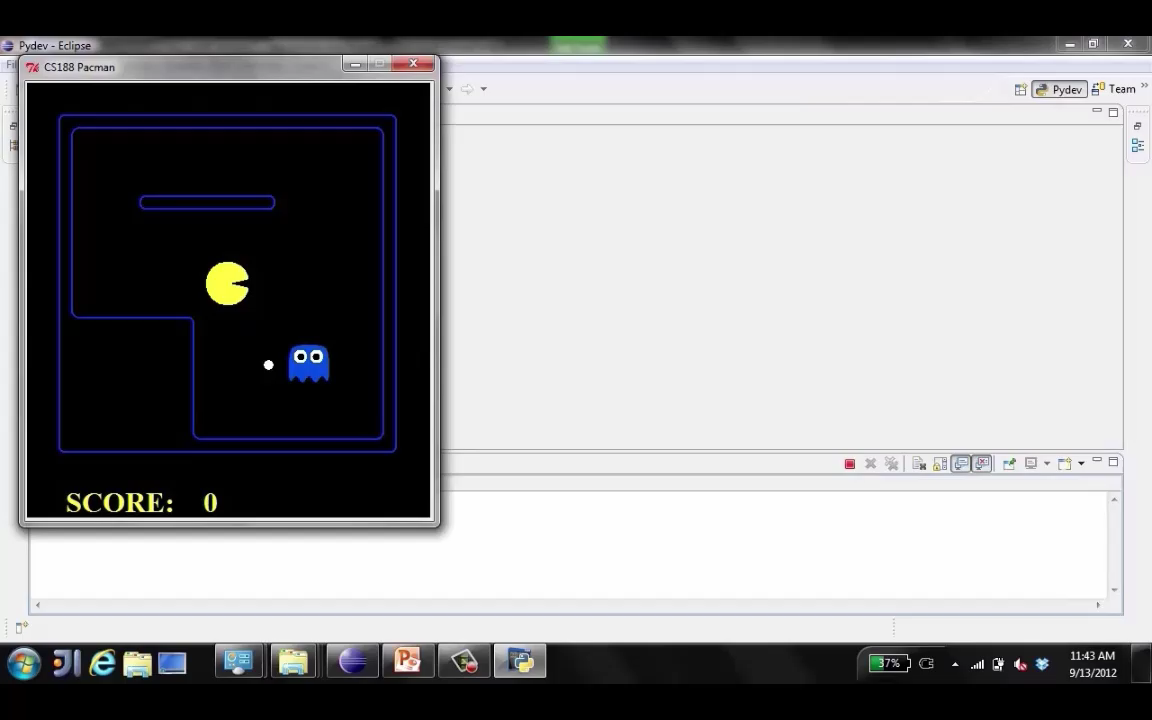 Pydev - Eclipse
CS188 Pacman
Pydev
Team
SCORE: 0
37%
11:43 AM
9/13/2012